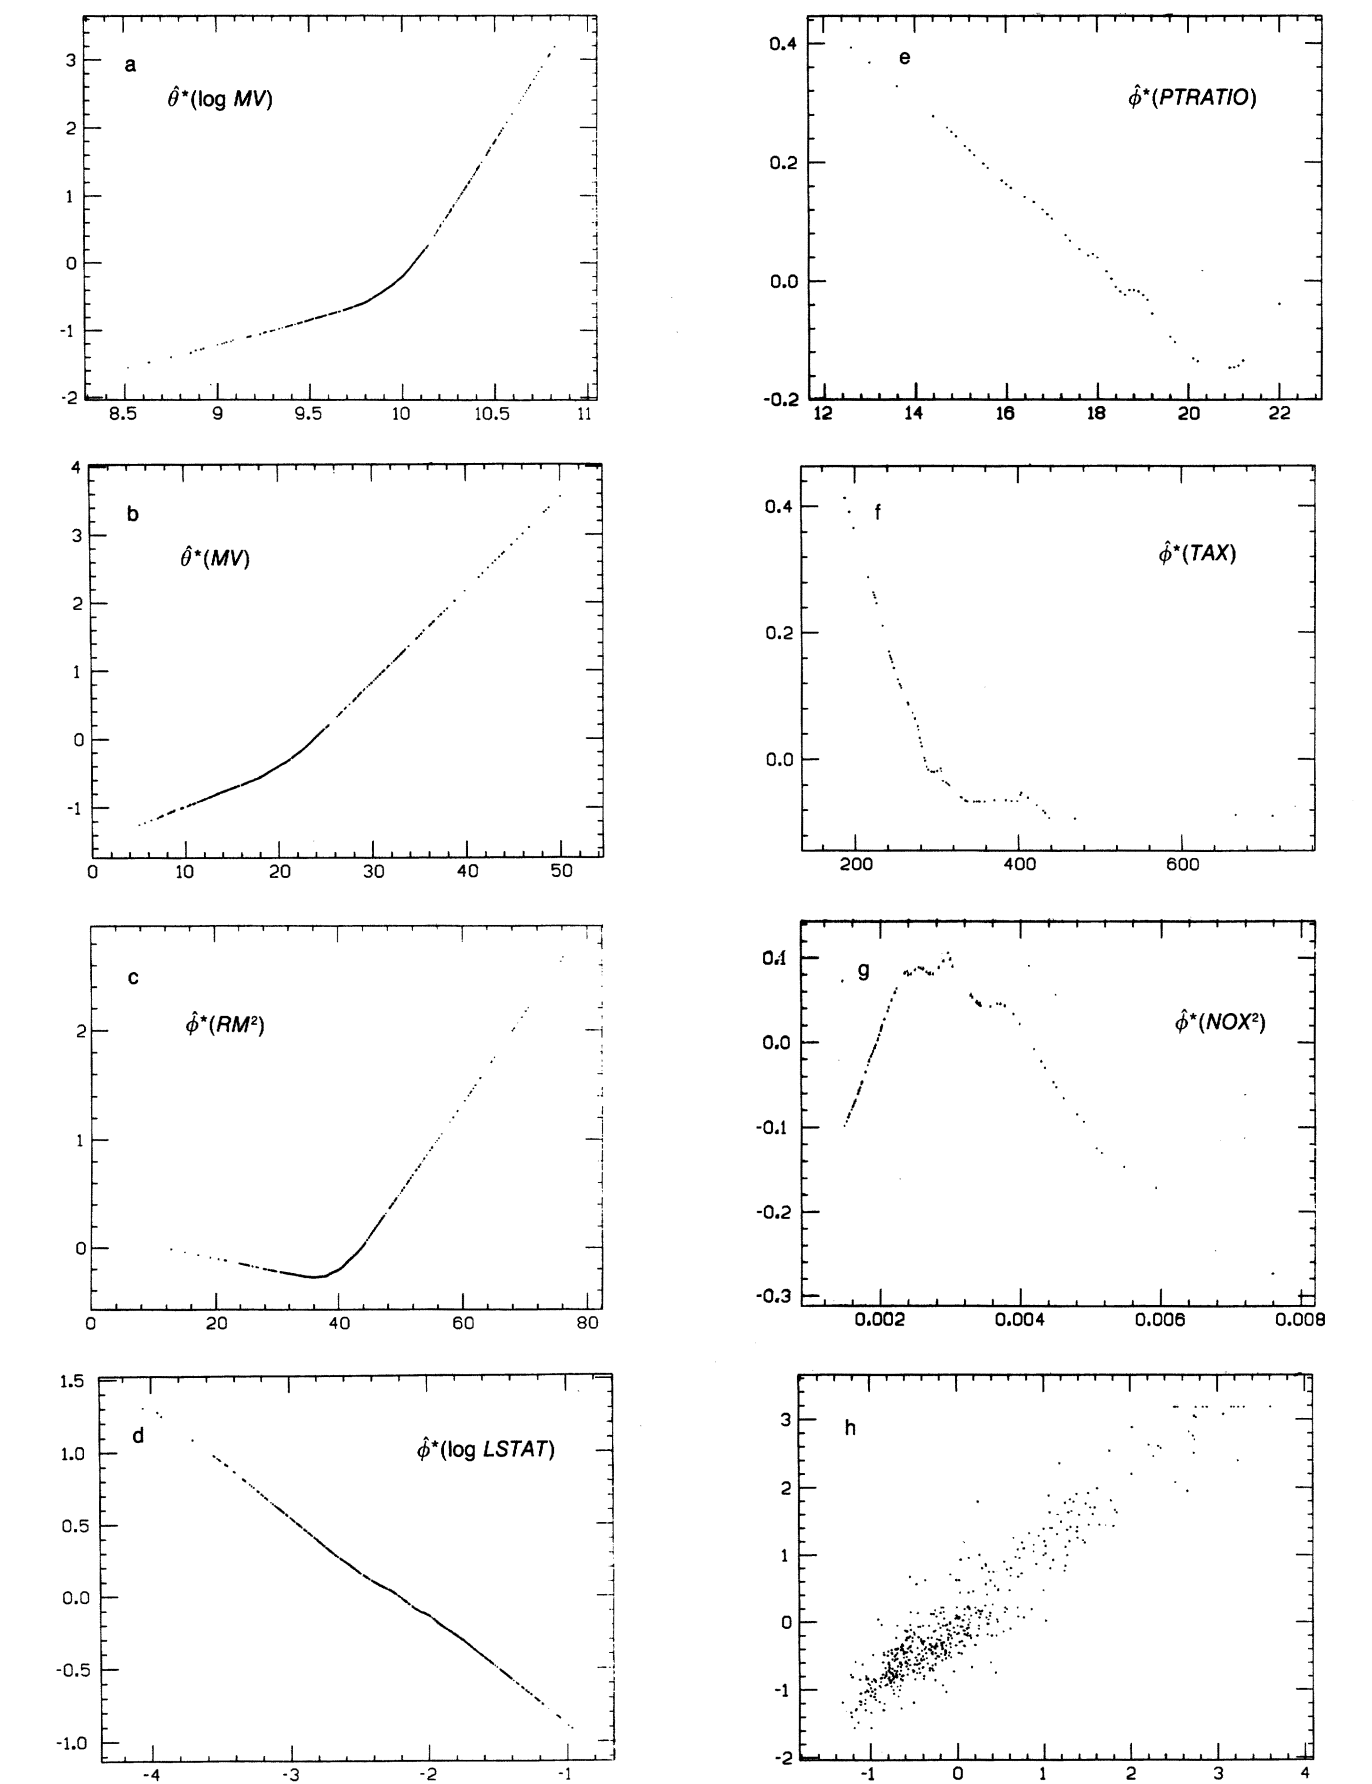 a
θ̂*(log MV)
3
2
1
0
-1
-2
8.5 9 9.5 10 10.5 11
e
φ̂*(PTRATIO)
0.4
0.2
0.0
-0.2
12 14 16 18 20 22
b
θ̂*(MV)
4
3
2
1
0
-1
0 10 20 30 40 50
f
φ̂*(TAX)
0.4
0.2
0.0
200 400 600
c
φ̂*(RM²)
2
1
0
0 20 40 60 80
g
φ̂*(NOX²)
0.1
0.0
-0.1
-0.2
-0.3
0.002 0.004 0.006 0.008
d
φ̂*(log LSTAT)
1.5
1.0
0.5
0.0
-0.5
-1.0
-4 -3 -2 -1
h
3
2
1
0
-1
-2
-1 0 1 2 3 4